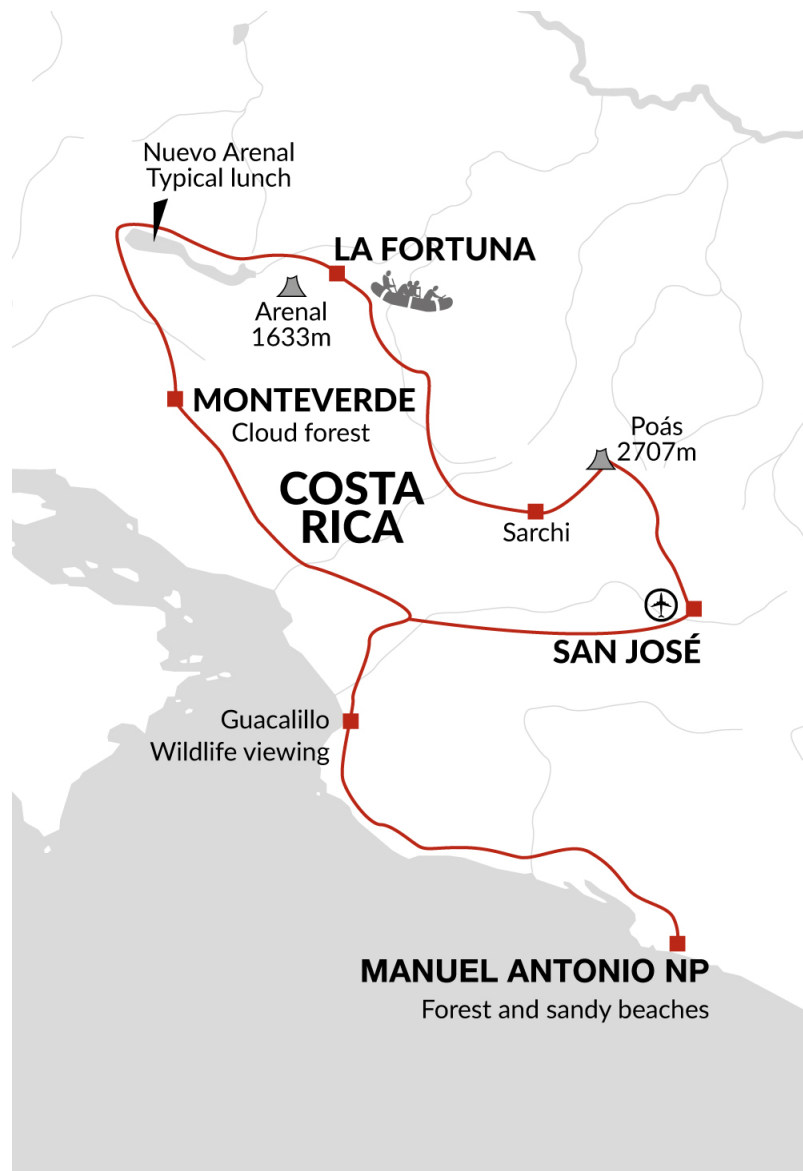 Nuevo Arenal
Typical lunch
LA FORTUNA
Arenal
1633m
MONTEVERDE
Cloud forest
Poás
2707m
COSTA
RICA
Sarchi
SAN JOSÉ
Guacalillo
Wildlife viewing
MANUEL ANTONIO NP
Forest and sandy beaches